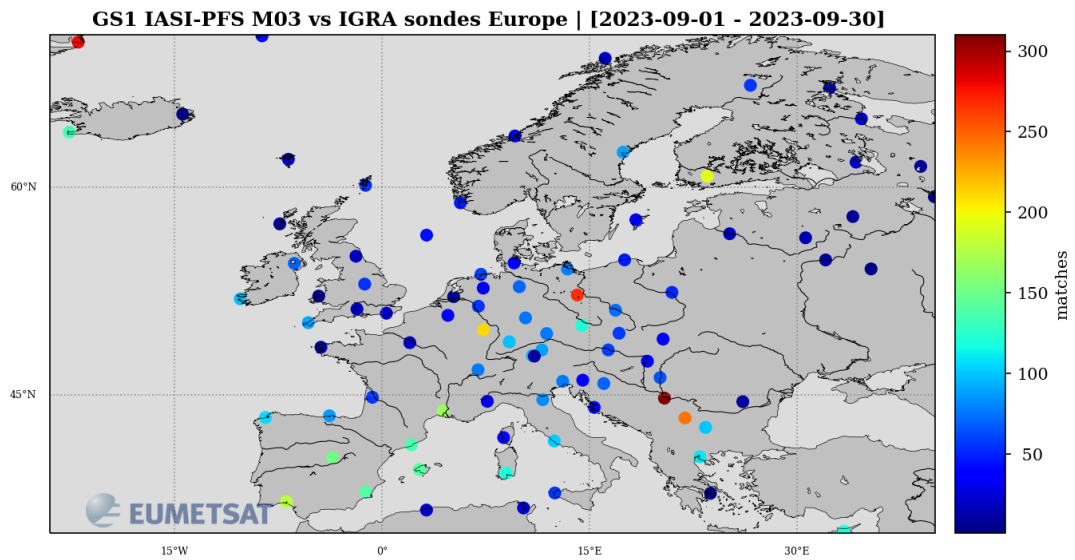 GS1 IASI-PFS M03 vs IGRA sondes Europe | [2023-09-01 - 2023-09-30]
300
250
200
150
100
50
matches
60°N
45°N
EUMETSAT
15°W
0°
15°E
30°E